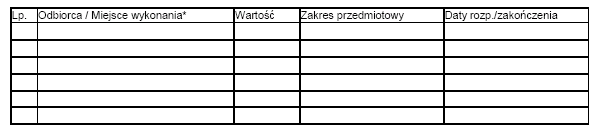 Lp. Odbiorca / Miejsce wykonania* Wartość Zakres przedmiotowy Daty rozp./zakończenia